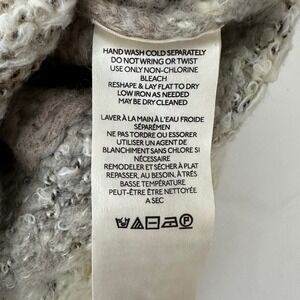 HAND WASH COLD SEPARATELY
DO NOT WRING OR TWIST
USE ONLY NON-CHLORINE
BLEACH
RESHAPE & LAY FLAT TO DRY
LOW IRON AS NEEDED
MAY BE DRY CLEANED
LAVER À LA MAIN À L'EAU FROIDE
SÉPARÉMEN
NE PAS TORDRE OU ESSORER
UTILISER UN AGENT DE
BLANCHIMENT SANS CHLORE SI
NÉCESSAIRE
REMODELER ET SÉCHER À PLAT
REPASSER, AU BESOIN, À TRÈS
BASSE TEMPÉRATURE
PEUT-ÊTRE ÊTRE NETTOYÉE
A SEC